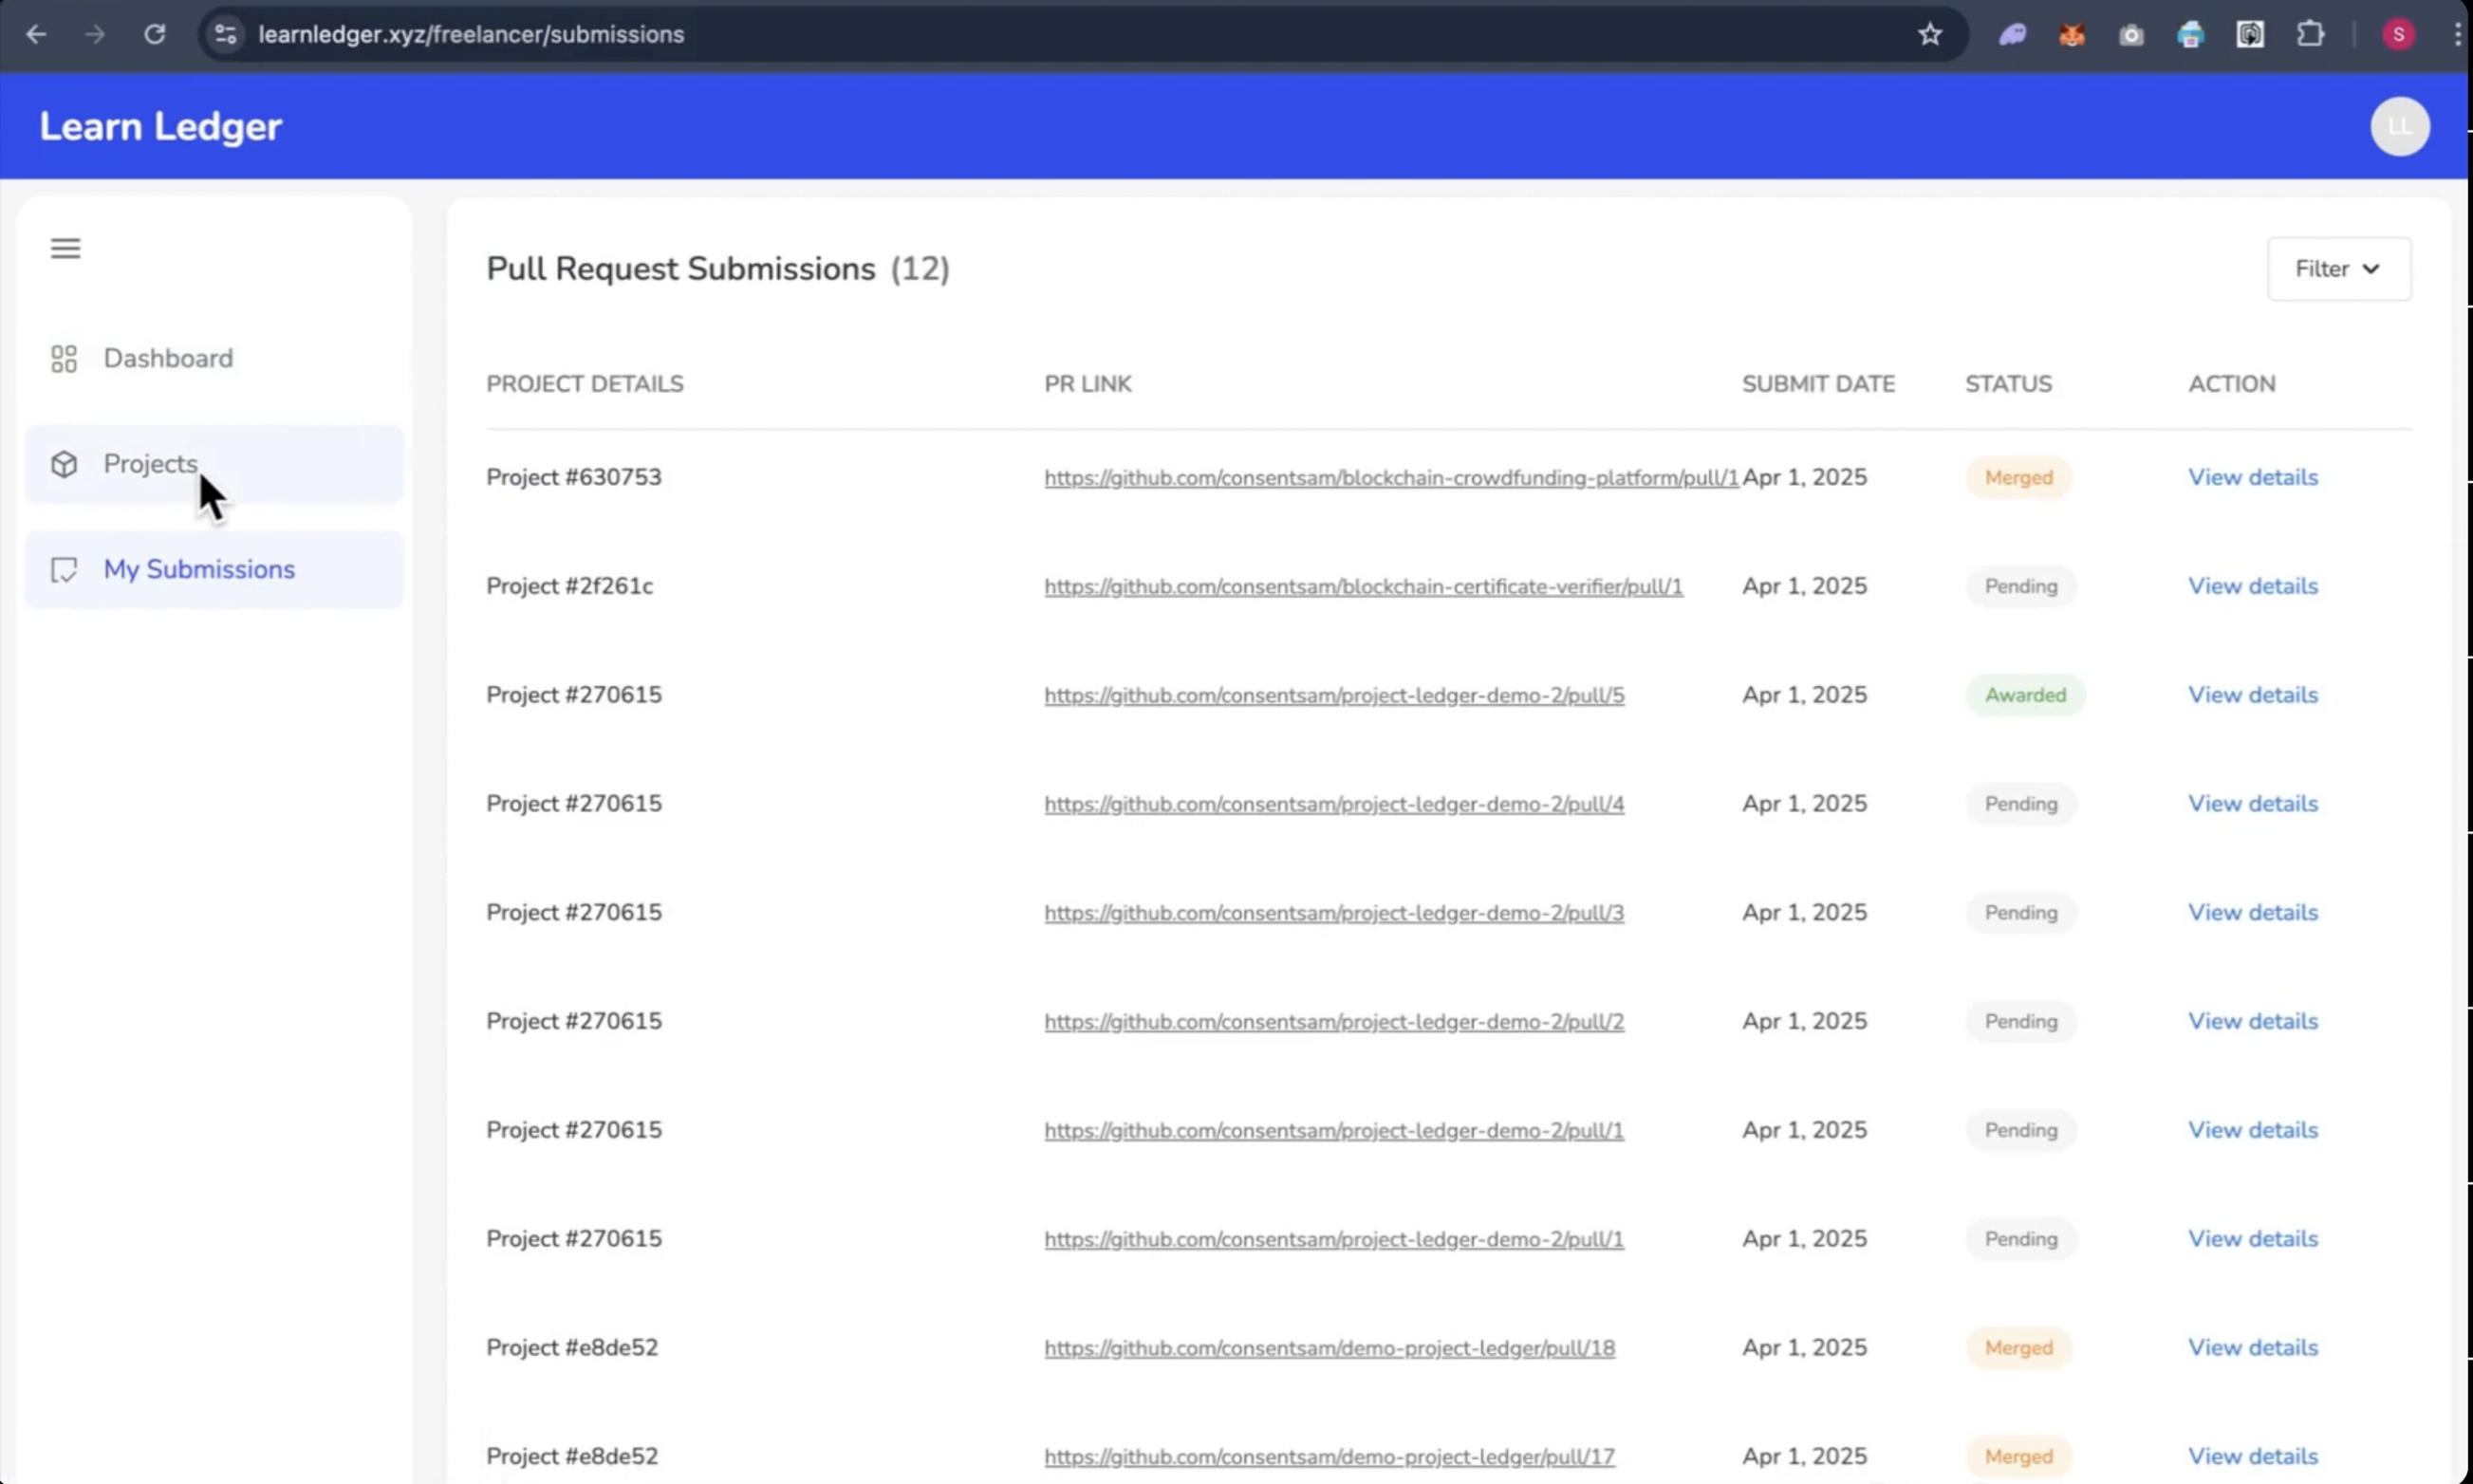 learnledger.xyz/freelancer/submissions
S
Learn Ledger
LL
Dashboard
Projects
My Submissions
Pull Request Submissions (12)
Filter
PROJECT DETAILS PR LINK SUBMIT DATE STATUS ACTION
Project #630753 https://github.com/consentsam/blockchain-crowdfunding-platform/pull/1 Apr 1, 2025 Merged View details
Project #2f261c https://github.com/consentsam/blockchain-certificate-verifier/pull/1 Apr 1, 2025 Pending View details
Project #270615 https://github.com/consentsam/project-ledger-demo-2/pull/5 Apr 1, 2025 Awarded View details
Project #270615 https://github.com/consentsam/project-ledger-demo-2/pull/4 Apr 1, 2025 Pending View details
Project #270615 https://github.com/consentsam/project-ledger-demo-2/pull/3 Apr 1, 2025 Pending View details
Project #270615 https://github.com/consentsam/project-ledger-demo-2/pull/2 Apr 1, 2025 Pending View details
Project #270615 https://github.com/consentsam/project-ledger-demo-2/pull/1 Apr 1, 2025 Pending View details
Project #270615 https://github.com/consentsam/project-ledger-demo-2/pull/1 Apr 1, 2025 Pending View details
Project #e8de52 https://github.com/consentsam/demo-project-ledger/pull/18 Apr 1, 2025 Merged View details
Project #e8de52 https://github.com/consentsam/demo-project-ledger/pull/17 Apr 1, 2025 Merged View details